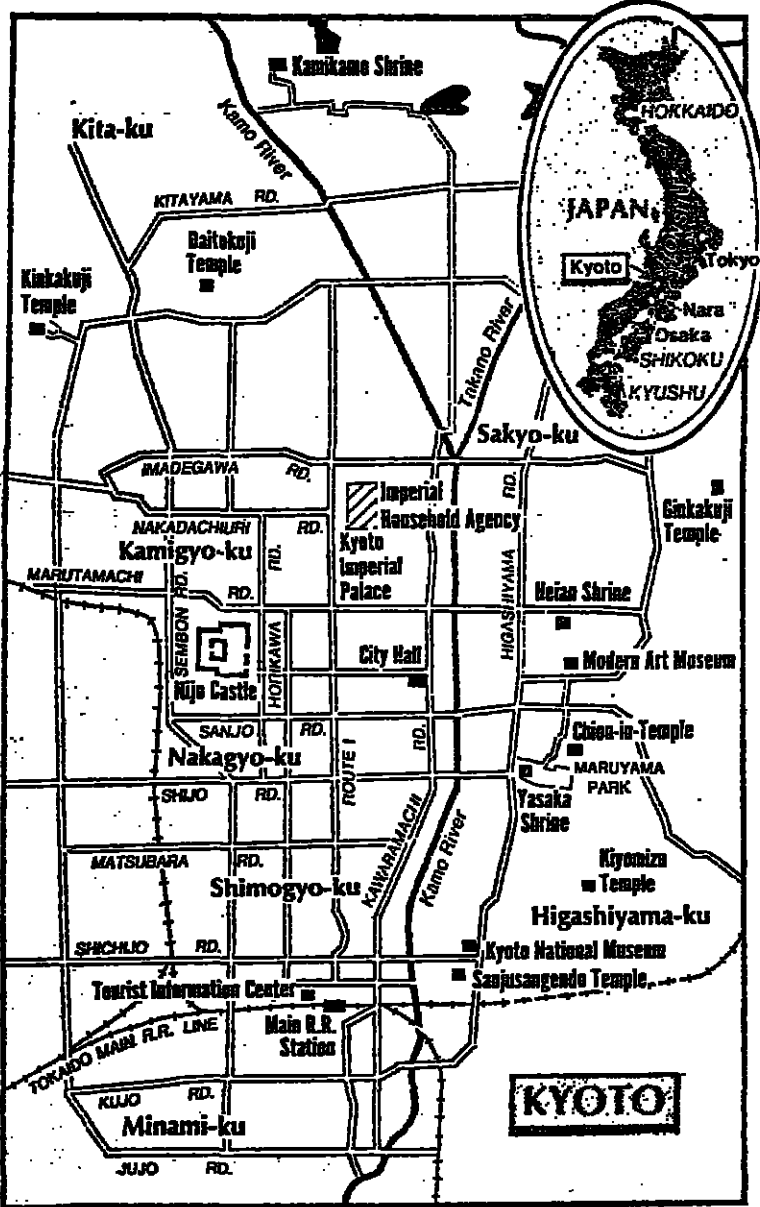 Kamikamo Shrine
Kita-ku
Kamo River
KITAYAMA RD.
Daitokuji
Temple
Kinkakuji
Temple
Takano River
Sakyo-ku
IMADEGAWA RD.
Imperial
Household Agency
NAKADACHIURI RD.
Kyoto
Imperial
Palace
Kamigyo-ku
RD.
HIGASHIYAMA RD.
Ginkakuji
Temple
MARUTAMACHI RD.
Heian Shrine
SEMBON RD.
HORIKAWA
City Hall
Modern Art Museum
Nijo Castle
SANJO RD.
RD.
Chion-in-Temple
Nakagyo-ku
ROUTE 1
MARUYAMA
PARK
SHIJO RD.
Yasaka
Shrine
KAWARAMACHI
Kamo River
MATSUBARA RD.
Kiyomizu
Temple
Shimogyo-ku
Higashiyama-ku
SHICHIJO RD.
Kyoto National Museum
Sanjusangendo Temple
Tourist Information Center
Main R.R.
Station
TOKAIDO MAIN R.R. LINE
KUJO RD.
Minami-ku
JUJO RD.
KYOTO
HOKKAIDO
JAPAN
HONSHU
Kyoto
Tokyo
Nara
Osaka
SHIKOKU
KYUSHU